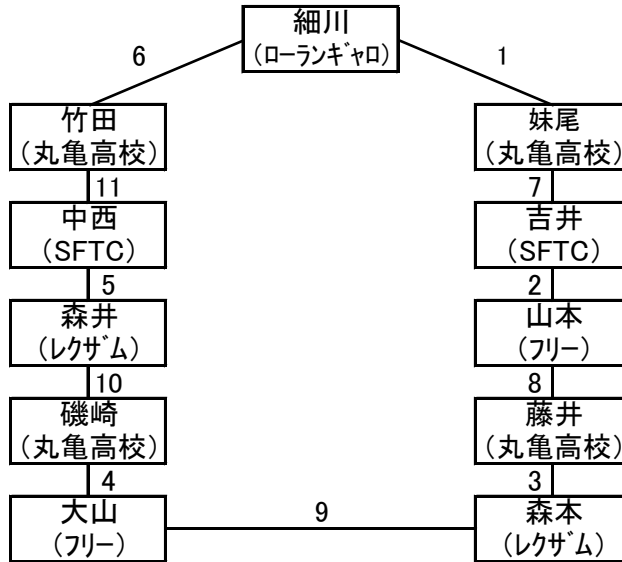 細川
(ローランギャロ)
6
1
竹田
(丸亀高校)
妹尾
(丸亀高校)
11
7
中西
(SFTC)
吉井
(SFTC)
5
2
森井
(レクザム)
山本
(フリー)
10
8
磯崎
(丸亀高校)
藤井
(丸亀高校)
4
3
大山
(フリー)
9
森本
(レクザム)